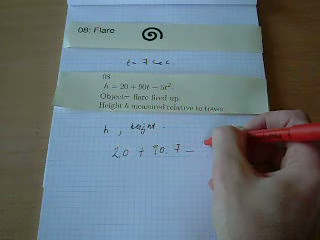 08: Flare
t = 7 sec.
08
h = 20 + 90t − 5t².
Object= flare fired up.
Height h measured relative to tower
h , height.
20 + 90. 7 −